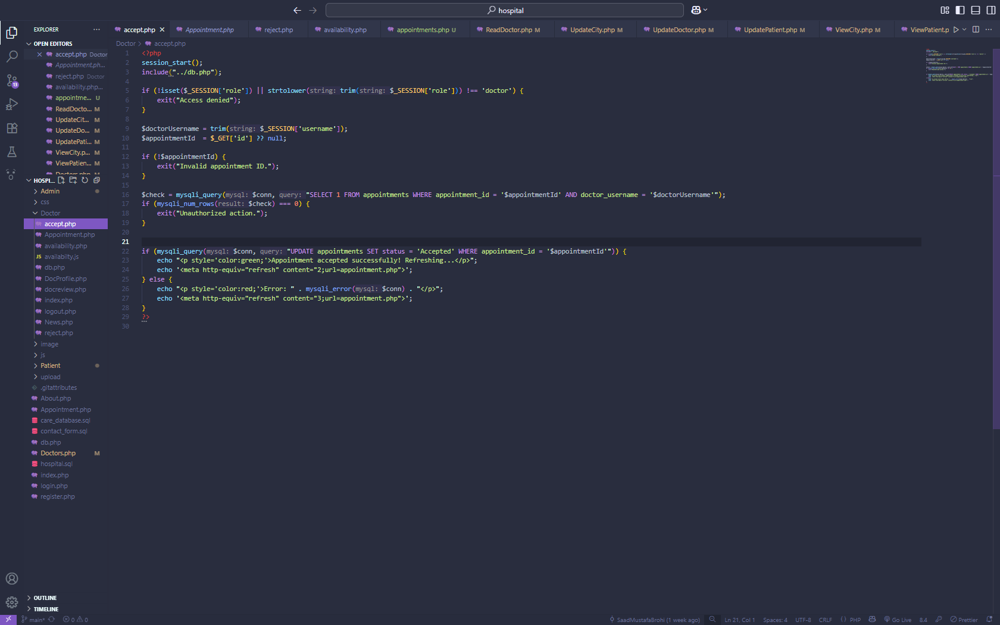 hospital
EXPLORER
accept.php
Appointment.php
reject.php
availability.php
appointments.php U
ReadDoctor.php M
UpdateCity.php M
UpdateDoctor.php M
UpdatePatient.php M
ViewCity.php M
ViewPatient.p
OPEN EDITORS
accept.php Doctor
Appointment.ph...
reject.php Doctor
availability.php...
appointme... U
ReadDocto... M
UpdateCit... M
UpdateDo... M
UpdatePati... M
ViewCity.p... M
ViewPatien... M
Doctors.php M
HOSPI...
Admin
css
Doctor
accept.php
Appointment.php
availability.php
JS availabilty.js
db.php
DocProfile.php
docreview.php
index.php
logout.php
News.php
reject.php
image
js
Patient
upload
.gitattributes
About.php
Appointment.php
care_database.sql
contact_form.sql
db.php
Doctors.php M
hospital.sql
index.php
login.php
register.php
OUTLINE
TIMELINE
13
Doctor > accept.php
1 <?php
2 session_start();
3 include("../db.php");
4
5 if (!isset($_SESSION['role']) || strtolower(string: trim(string: $_SESSION['role'])) !== 'doctor') {
6 exit("Access denied");
7 }
8
9 $doctorUsername = trim(string: $_SESSION['username']);
10 $appointmentId  = $_GET['id'] ?? null;
11
12 if (!$appointmentId) {
13 exit("Invalid appointment ID.");
14 }
15
16 $check = mysqli_query(mysql: $conn, query: "SELECT 1 FROM appointments WHERE appointment_id = '$appointmentId' AND doctor_username = '$doctorUsername'");
17 if (mysqli_num_rows(result: $check) === 0) {
18 exit("Unauthorized action.");
19 }
20
21
22 if (mysqli_query(mysql: $conn, query: "UPDATE appointments SET status = 'Accepted' WHERE appointment_id = '$appointmentId'")) {
23 echo "<p style='color:green;'>Appointment accepted successfully! Refreshing...</p>";
24 echo '<meta http-equiv="refresh" content="2;url=appointment.php">';
25 } else {
26 echo "<p style='color:red;'>Error: " . mysqli_error(mysql: $conn) . "</p>";
27 echo '<meta http-equiv="refresh" content="3;url=appointment.php">';
28 }
29 ?>
30
main* 0 0
SaadMustafaBrohi (1 week ago) Ln 21, Col 1 Spaces: 4 UTF-8 CRLF {} PHP Go Live 8.4 Prettier